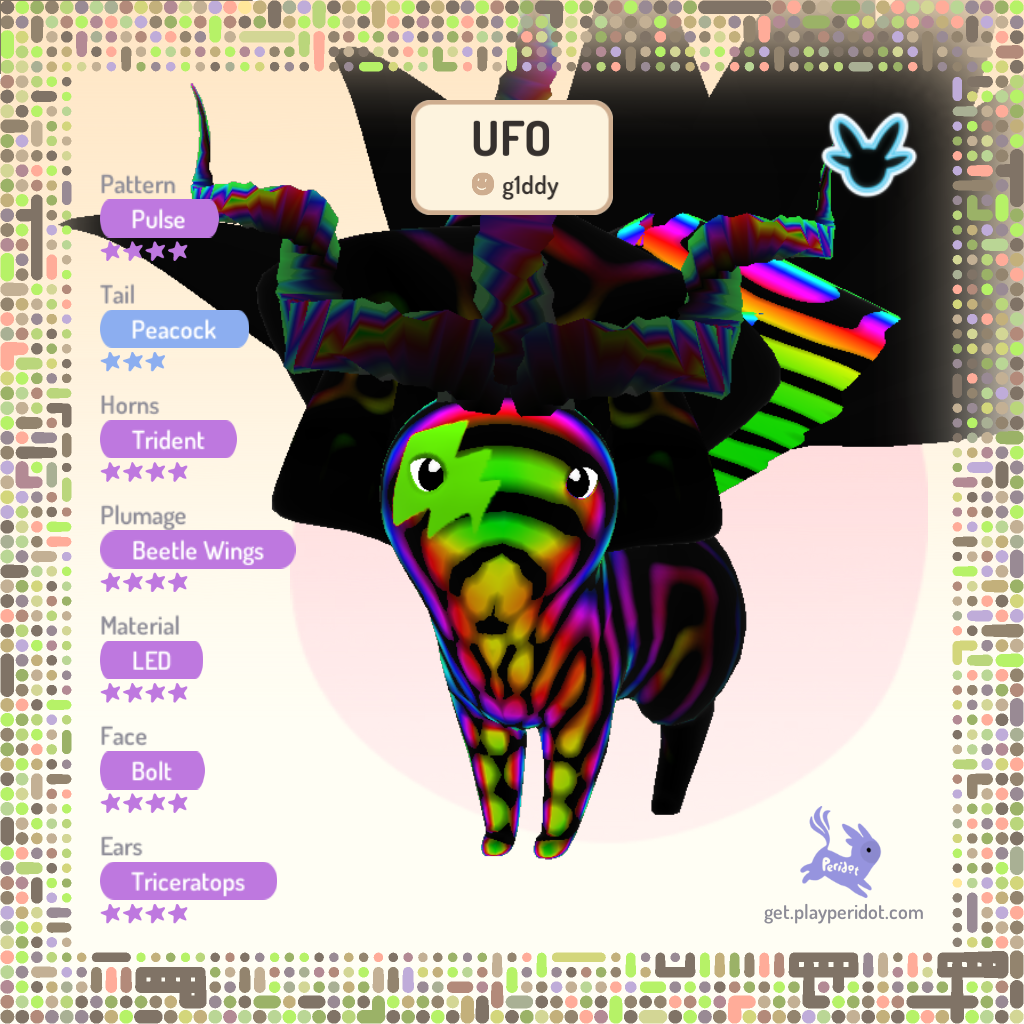 UFO
g1ddy
Pattern
Pulse
Tail
Peacock
Horns
Trident
Plumage
Beetle Wings
Material
LED
Face
Bolt
Ears
Triceratops
Peridot
get.playperidot.com